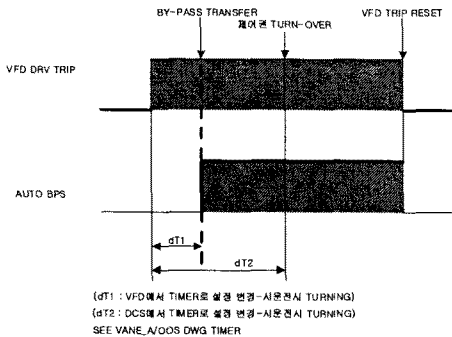 BY-PASS TRANSFER
제어권 TURN-OVER
VFD TRIP RESET
VFD DRV TRIP
AUTO BPS
dT1
dT2
(dT1 : VFD에서 TIMER로 설정 변경-시운전시 TURNING)
(dT2 : DCS에서 TIMER로 설정 변경-시운전시 TURNING)
SEE VANE_A/OOS DWG TIMER